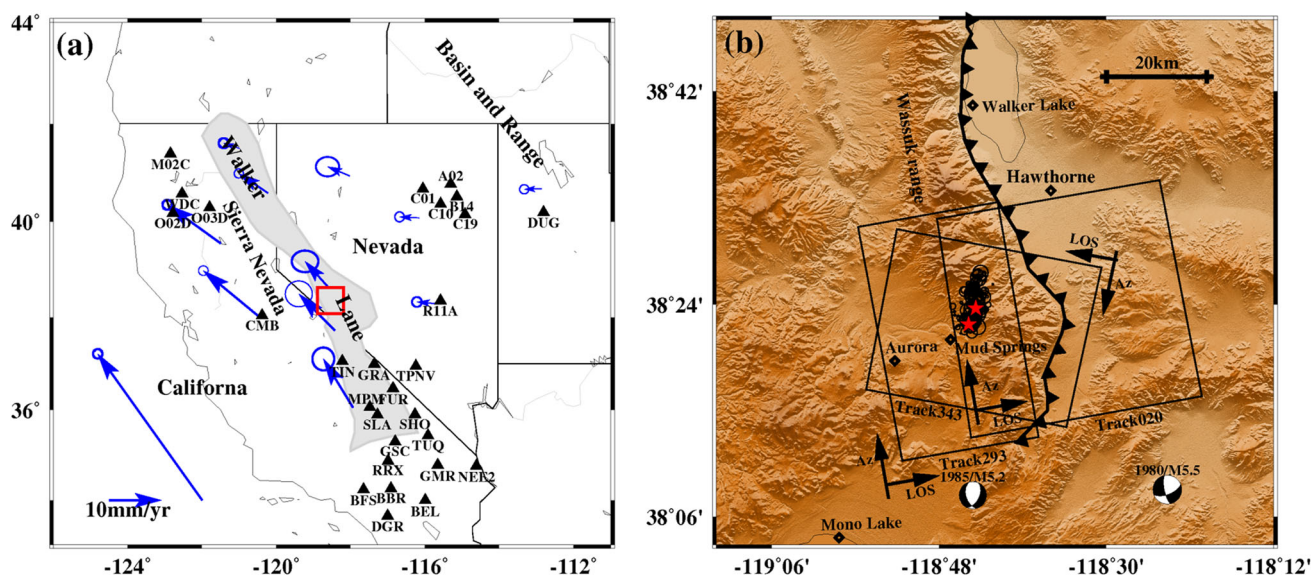 (a)
44°
40°
36°
-124°
-120°
-116°
-112°
Basin and Range
Walker
Lane
Sierra Nevada
Nevada
Californa
10mm/yr
M02C
WDC
O02D
O03D
CMB
A02
C01
B14
C10
C19
DUG
R11A
TIN
GRA
TPNV
MPM
FUR
SLA
SHO
GSC
TUQ
RRX
GMR
NEE2
BFS
BBR
BEL
DGR
(b)
38°42'
38°24'
38°06'
-119°06'
-118°48'
-118°30'
-118°12'
20km
Walker Lake
Wassuk range
Hawthorne
LOS
Az
Aurora
Mud Springs
Az
LOS
Track343
Track020
Track293
Az
LOS
1985/M5.2
1980/M5.5
Mono Lake